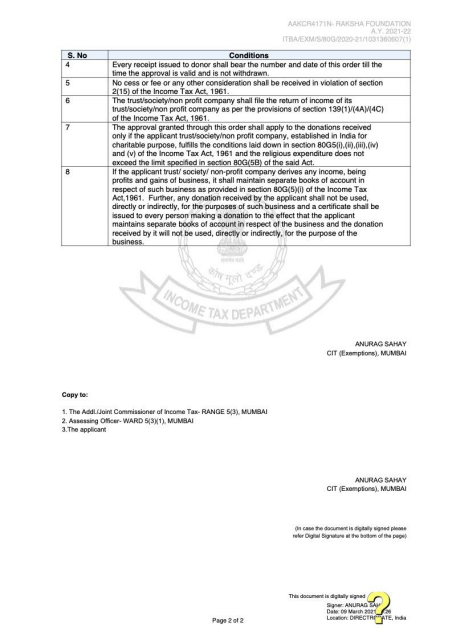 AAKCR4171N- RAKSHA FOUNDATION
A.Y. 2021-22
ITBA/EXM/S/80G/2020-21/1031360607(1)
S. No Conditions
4 Every receipt issued to donor shall bear the number and date of this order till the
time the approval is valid and is not withdrawn.
5 No cess or fee or any other consideration shall be received in violation of section
2(15) of the Income Tax Act, 1961.
6 The trust/society/non profit company shall file the return of income of its
trust/society/non profit company as per the provisions of section 139(1)/(4A)/(4C)
of the Income Tax Act, 1961.
7 The approval granted through this order shall apply to the donations received
only if the applicant trust/society/non profit company, established in India for
charitable purpose, fulfills the conditions laid down in section 80G5(i),(ii),(iii),(iv)
and (v) of the Income Tax Act, 1961 and the religious expenditure does not
exceed the limit specified in section 80G(5B) of the said Act.
8 If the applicant trust/ society/ non-profit company derives any income, being
profits and gains of business, it shall maintain separate books of account in
respect of such business as provided in section 80G(5)(i) of the Income Tax
Act,1961. Further, any donation received by the applicant shall not be used,
directly or indirectly, for the purposes of such business and a certificate shall be
issued to every person making a donation to the effect that the applicant
maintains separate books of account in respect of the business and the donation
received by it will not be used, directly or indirectly, for the purpose of the
business.
सत्यमेव जयते
कोष मूलो दण्ड
INCOME TAX DEPARTMENT
ANURAG SAHAY
CIT (Exemptions), MUMBAI
Copy to:
1. The Addl./Joint Commissioner of Income Tax- RANGE 5(3), MUMBAI
2. Assessing Officer- WARD 5(3)(1), MUMBAI
3.The applicant
ANURAG SAHAY
CIT (Exemptions), MUMBAI
(In case the document is digitally signed please
refer Digital Signature at the bottom of the page)
This document is digitally signed
Signer: ANURAG
Date: 09 March 2021
Location: India
Page 2 of 2